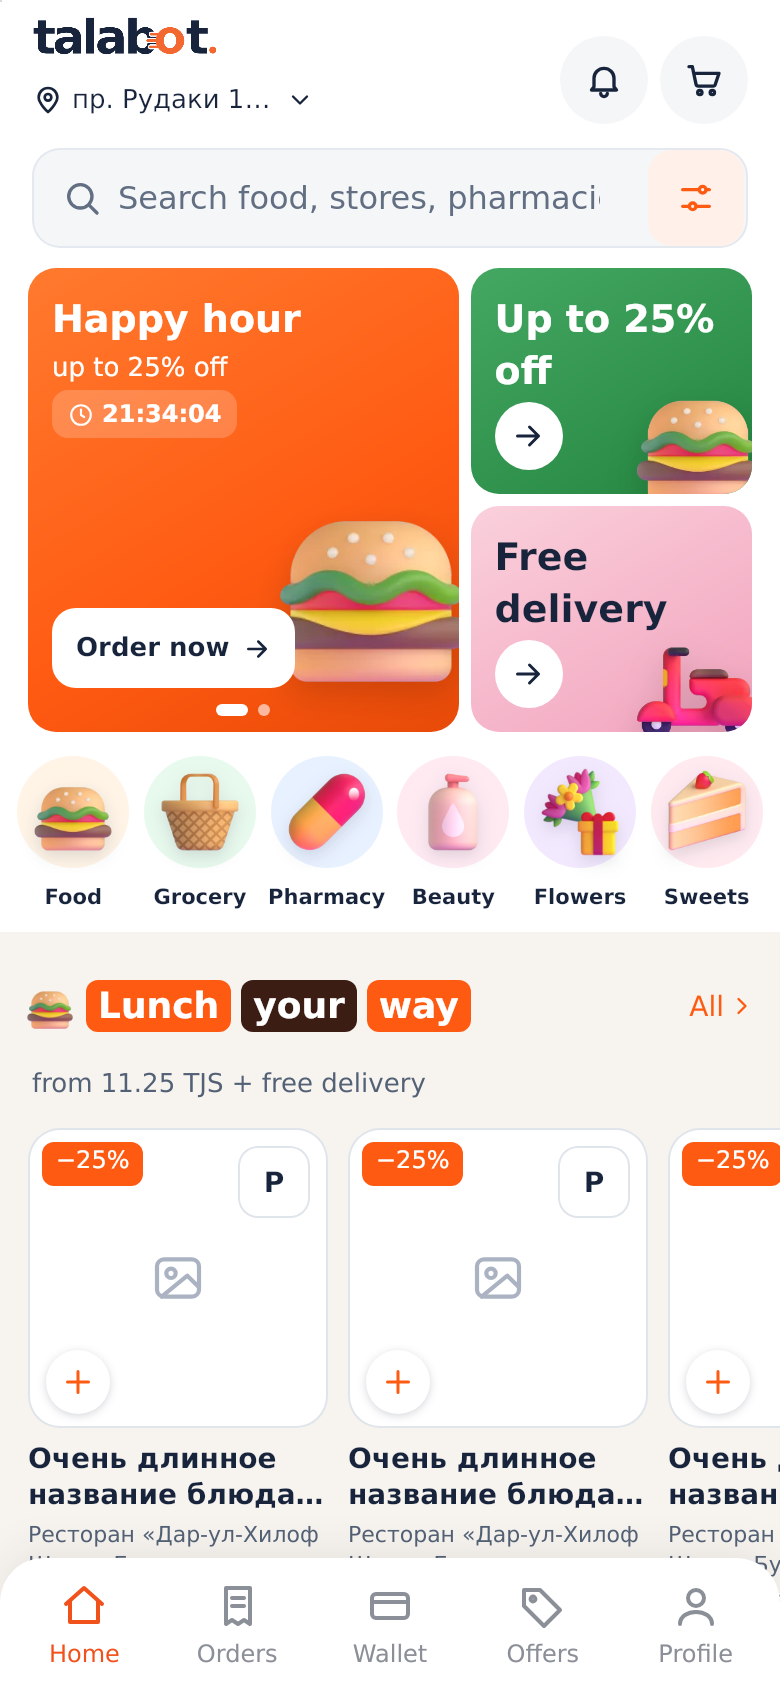 talabot.
пр. Рудаки 1...
Search food, stores, pharmaci
Happy hour
up to 25% off
21:34:04
Order now
Up to 25%
off
Free
delivery
Food
Grocery
Pharmacy
Beauty
Flowers
Sweets
Lunch your way
All
from 11.25 TJS + free delivery
−25%
P
−25%
P
−25%
Очень длинное
название блюда...
Ресторан «Дар-ул-Хилоф
Очень длинное
название блюда...
Ресторан «Дар-ул-Хилоф
Очень
назван
Ресторан
Home
Orders
Wallet
Offers
Profile